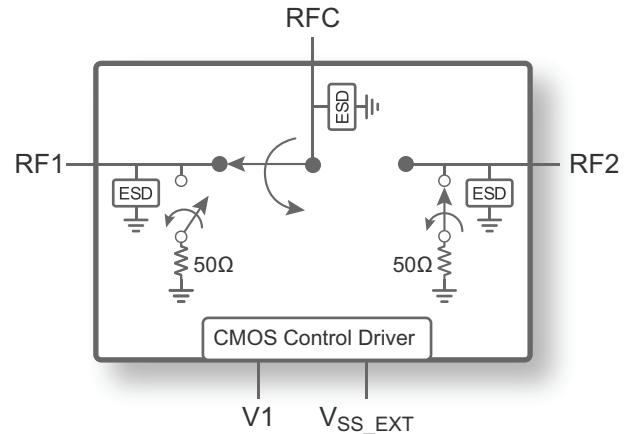 RFC
ESD
RF1
RF2
ESD
ESD
50Ω
50Ω
CMOS Control Driver
V1
VSS_EXT